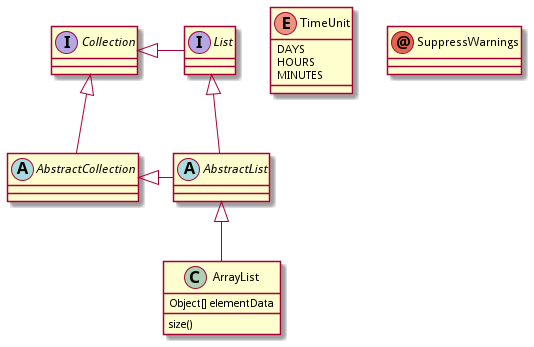 I Collection
I List
E TimeUnit
DAYS
HOURS
MINUTES
@ SuppressWarnings
A AbstractCollection
A AbstractList
C ArrayList
Object[] elementData
size()